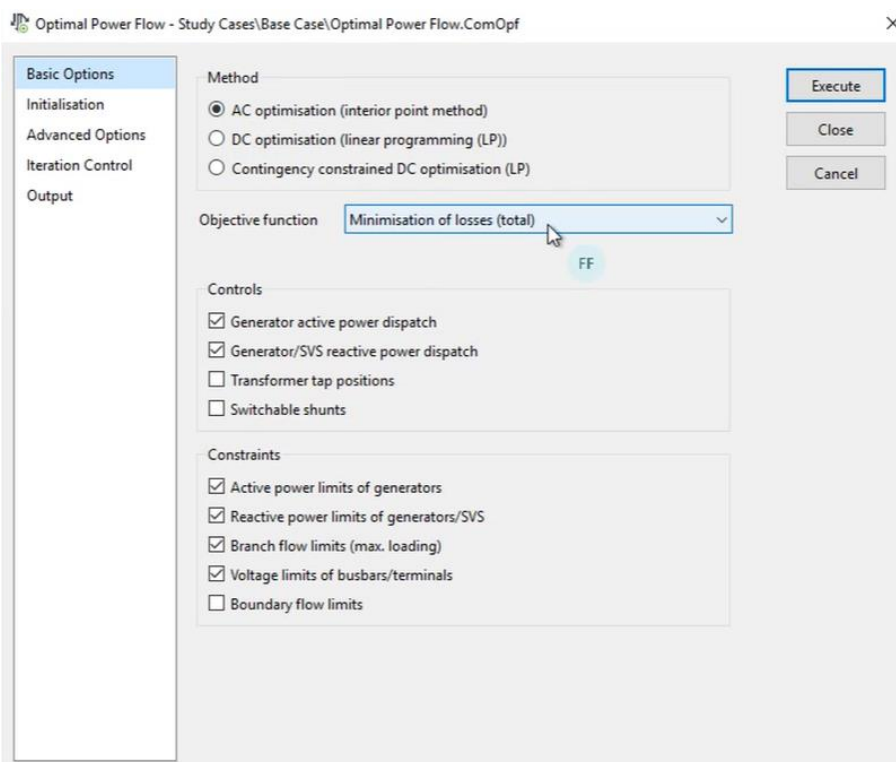 Optimal Power Flow - Study Cases\Base Case\Optimal Power Flow.ComOpf
Basic Options
Initialisation
Advanced Options
Iteration Control
Output
Method
AC optimisation (interior point method)
DC optimisation (linear programming (LP))
Contingency constrained DC optimisation (LP)
Objective function
Minimisation of losses (total)
FF
Controls
Generator active power dispatch
Generator/SVS reactive power dispatch
Transformer tap positions
Switchable shunts
Constraints
Active power limits of generators
Reactive power limits of generators/SVS
Branch flow limits (max. loading)
Voltage limits of busbars/terminals
Boundary flow limits
Execute
Close
Cancel